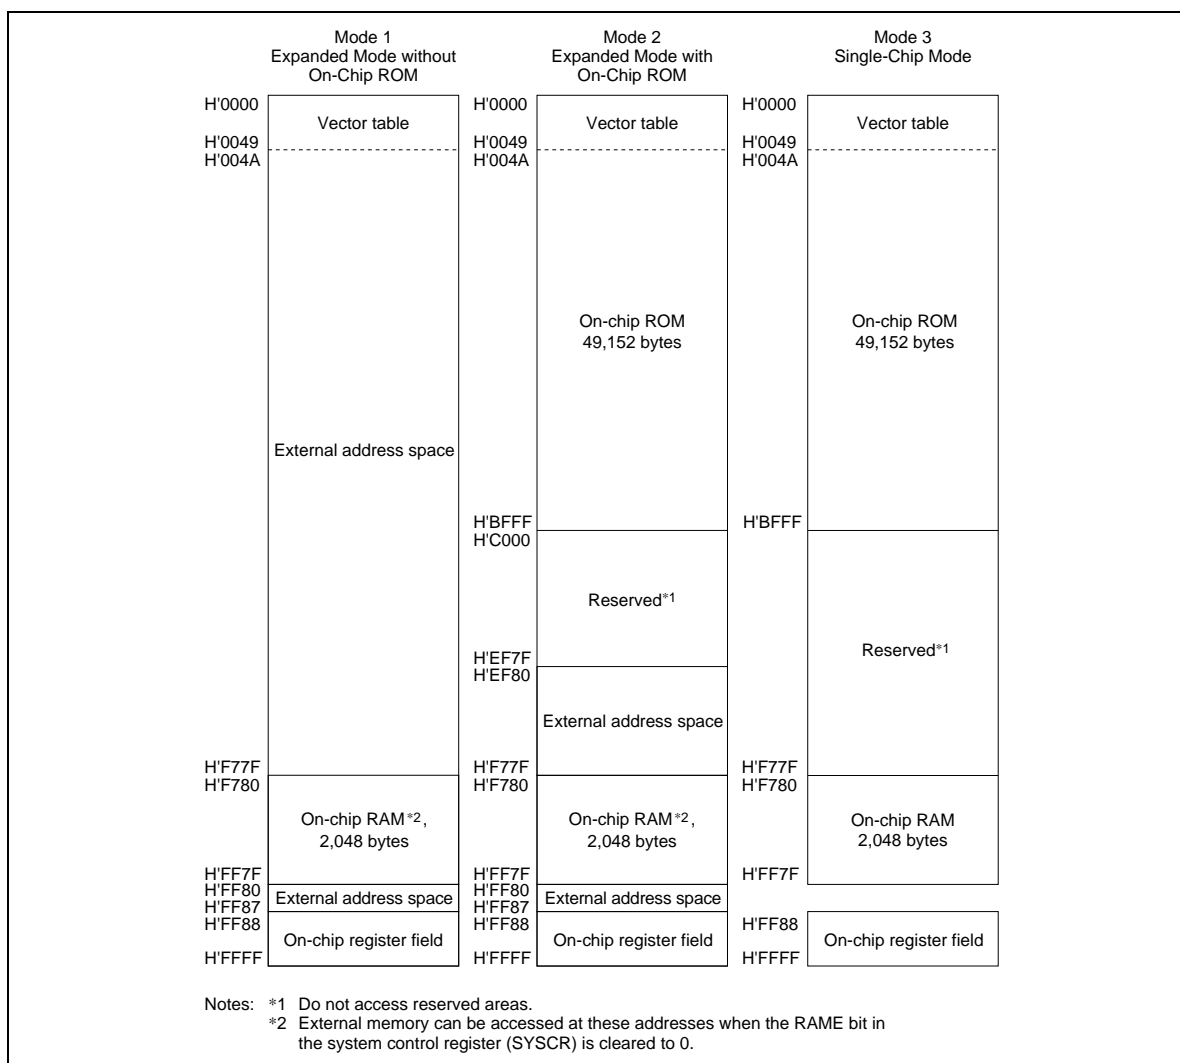 Mode 1
Expanded Mode without
On-Chip ROM
Mode 2
Expanded Mode with
On-Chip ROM
Mode 3
Single-Chip Mode
H'0000
Vector table
H'0049
H'004A
External address space
H'F77F
H'F780
On-chip RAM*2,
2,048 bytes
H'FF7F
H'FF80
External address space
H'FF87
H'FF88
On-chip register field
H'FFFF
H'0000
Vector table
H'0049
H'004A
On-chip ROM
49,152 bytes
H'BFFF
H'C000
Reserved*1
H'EF7F
H'EF80
External address space
H'F77F
H'F780
On-chip RAM*2,
2,048 bytes
H'FF7F
H'FF80
External address space
H'FF87
H'FF88
On-chip register field
H'FFFF
H'0000
Vector table
H'0049
H'004A
On-chip ROM
49,152 bytes
H'BFFF
Reserved*1
H'F77F
H'F780
On-chip RAM
2,048 bytes
H'FF7F
H'FF88
On-chip register field
H'FFFF
Notes: *1 Do not access reserved areas.
*2 External memory can be accessed at these addresses when the RAME bit in
the system control register (SYSCR) is cleared to 0.